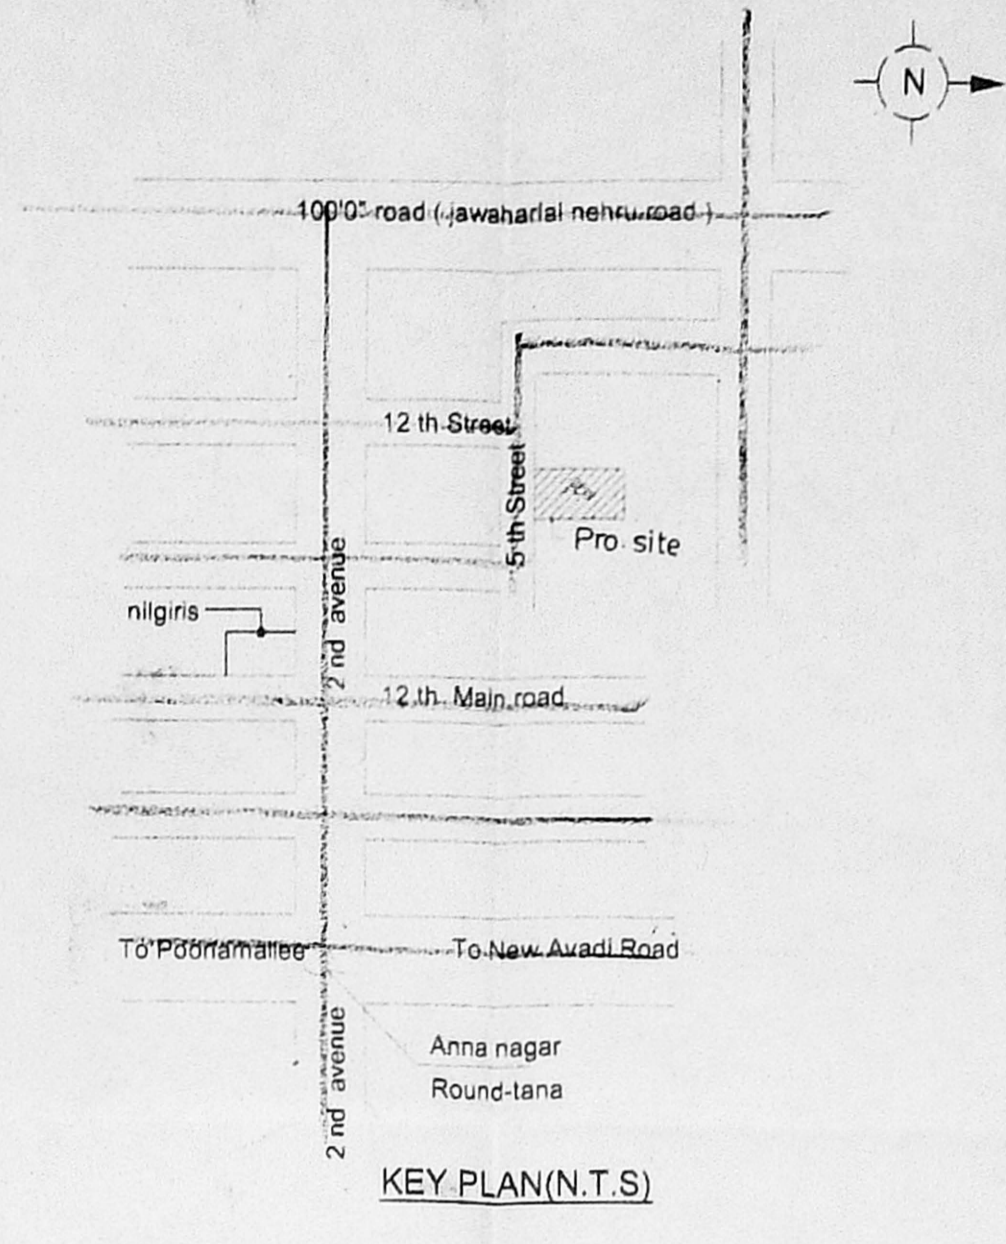 N
100'0" road ( jawaharlal nehru road )
12 th Street
5 th Street
Pro. site
2 nd avenue
nilgiris
12 th Main road
To Poonamallee
To New Avadi Road
2 nd avenue
Anna nagar
Round-tana
KEY PLAN(N.T.S)